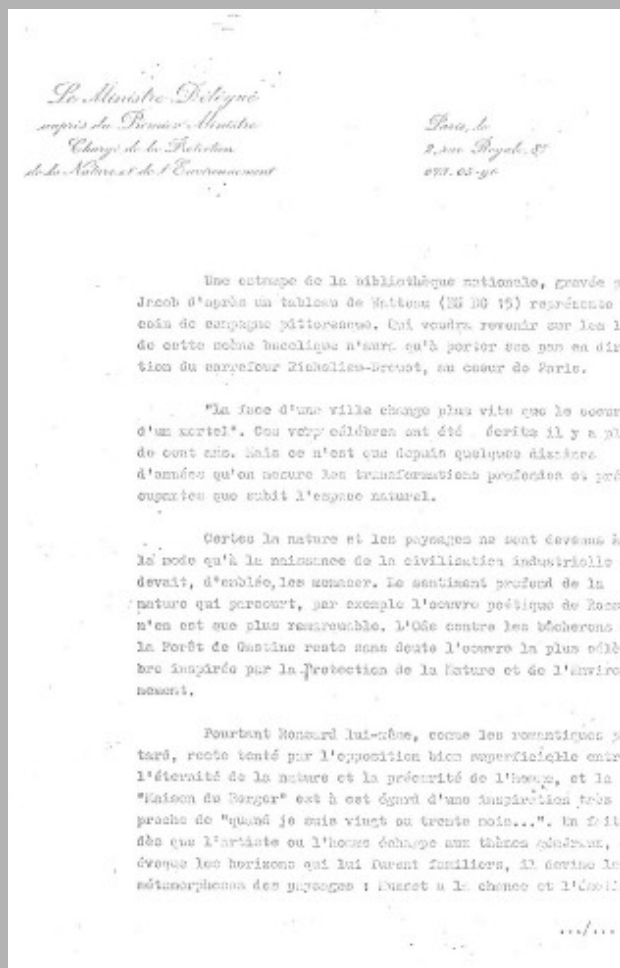 Le Ministre Délégué
auprès du Premier Ministre
Chargé de la Protection
de la Nature et de l'Environnement
Paris, le
2, rue Royale. 8e
Une estampe de la bibliothèque nationale, gravée p
Jacob d'après un tableau de Watteau représente
coin de campagne pittoresque. Qui voudra revenir sur les l
de cette scène bucolique n'aura qu'à porter ses pas en dir
tion du carrefour Richelieu-Drouot, au coeur de Paris.
"la face d'une ville change plus vite que le coeur
d'un mortel". Ces vers célèbres ont été écrits il y a pl
de cent ans. Mais ce n'est que depuis quelques dizaines
d'années qu'on mesure les transformations profondes et pré
cupantes que subit l'espace naturel.
Certes la nature et les paysages ne sont devenus à
la mode qu'à la naissance de la civilisation industrielle
devait, d'emblée, les menacer. Le sentiment profond de la
nature qui parcourt, par exemple l'oeuvre poétique de Rons
n'en est que plus remarquable. L'Ode contre les bûcherons
la Forêt de Gastine reste sans doute l'oeuvre la plus célè-
bre inspirée par la Protection de la Nature et de l'Enviro
nement.
Pourtant Ronsard lui-même, comme les romantiques p
tard, reste tenté par l'opposition bien superficielle entr
l'éternité de la nature et la précarité de l'homme, et la
"Maison du Berger" est à cet égard d'une inspiration très
proche de "quand je suis vingt ou trente mois...". En fait
dès que l'artiste ou l'homme échappe aux thèmes généraux,
évoque les horizons qui lui furent familiers, il devine le
métamorphoses des paysages : Musset a la chance et
.../...